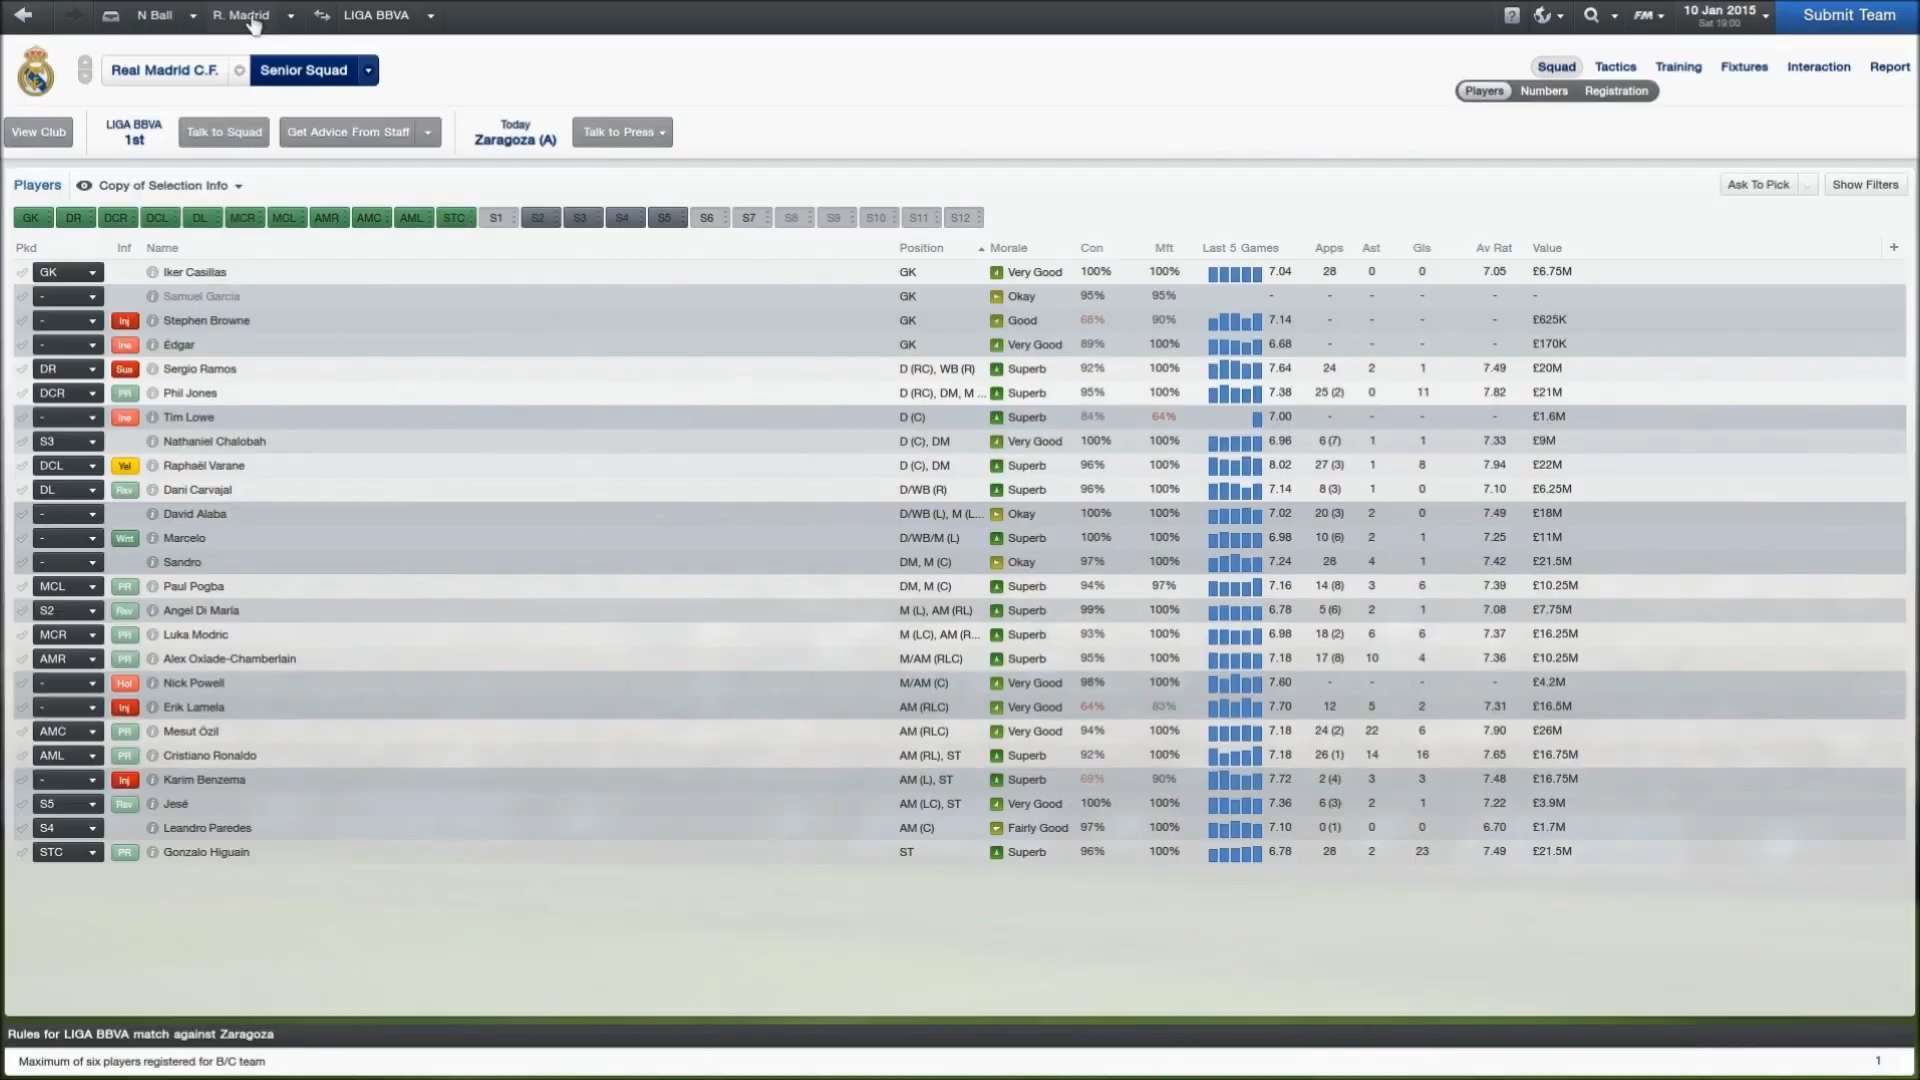 N Ball R. Madrid LIGA BBVA FM 10 Jan 2015 Sat 19:00 Submit Team
Real Madrid C.F. Senior Squad
Squad Tactics Training Fixtures Interaction Report
Players Numbers Registration
View Club LIGA BBVA 1st Talk to Squad Get Advice From Staff Today Zaragoza (A) Talk to Press
Players Copy of Selection Info Ask To Pick Show Filters
GK DR DCR DCL DL MCR MCL AMR AMC AML STC S1 S2 S3 S4 S5 S6 S7 S8 S9 S10 S11 S12
Pkd Inf Name Position Morale Con Mft Last 5 Games Apps Ast Gls Av Rat Value
GK Iker Casillas GK Very Good 100% 100% 7.04 28 0 0 7.05 £6.75M
- Samuel García GK Okay 95% 95% - - - - - -
- Inj Stephen Browne GK Good 68% 90% 7.14 - - - - £625K
- Ine Édgar GK Very Good 89% 100% 6.68 - - - - £170K
DR Sus Sergio Ramos D (RC), WB (R) Superb 92% 100% 7.64 24 2 1 7.49 £20M
DCR PR Phil Jones D (RC), DM, M ... Superb 95% 100% 7.38 25 (2) 0 11 7.82 £21M
- Ine Tim Lowe D (C) Superb 84% 64% 7.00 - - - - £1.6M
S3 Nathaniel Chalobah D (C), DM Very Good 100% 100% 6.96 6 (7) 1 1 7.33 £9M
DCL Yel Raphaël Varane D (C), DM Superb 96% 100% 8.02 27 (3) 1 8 7.94 £22M
DL Rsv Dani Carvajal D/WB (R) Superb 96% 100% 7.14 8 (3) 1 0 7.10 £6.25M
- David Alaba D/WB (L), M (L... Okay 100% 100% 7.02 20 (3) 2 0 7.49 £18M
- Wnt Marcelo D/WB/M (L) Superb 100% 100% 6.98 10 (6) 2 1 7.25 £11M
- Sandro DM, M (C) Okay 97% 100% 7.24 28 4 1 7.42 £21.5M
MCL PR Paul Pogba DM, M (C) Superb 94% 97% 7.16 14 (8) 3 6 7.39 £10.25M
S2 Rsv Angel Di María M (L), AM (RL) Superb 99% 100% 6.78 5 (6) 2 1 7.08 £7.75M
MCR PR Luka Modric M (LC), AM (R... Superb 93% 100% 6.98 18 (2) 6 6 7.37 £16.25M
AMR PR Alex Oxlade-Chamberlain M/AM (RLC) Superb 95% 100% 7.18 17 (8) 10 4 7.36 £10.25M
- Hol Nick Powell M/AM (C) Very Good 98% 100% 7.60 - - - - £4.2M
- Inj Erik Lamela AM (RLC) Very Good 64% 83% 7.70 12 5 2 7.31 £16.5M
AMC PR Mesut Özil AM (RLC) Very Good 94% 100% 7.18 24 (2) 22 6 7.90 £26M
AML PR Cristiano Ronaldo AM (RL), ST Superb 92% 100% 7.18 26 (1) 14 16 7.65 £16.75M
- Inj Karim Benzema AM (L), ST Superb 69% 90% 7.72 2 (4) 3 3 7.48 £16.75M
S5 Rsv Jesé AM (LC), ST Very Good 100% 100% 7.36 6 (3) 2 1 7.22 £3.9M
S4 Leandro Paredes AM (C) Fairly Good 97% 100% 7.10 0 (1) 0 0 6.70 £1.7M
STC PR Gonzalo Higuaín ST Superb 96% 100% 6.78 28 2 23 7.49 £21.5M
Rules for LIGA BBVA match against Zaragoza
Maximum of six players registered for B/C team 1